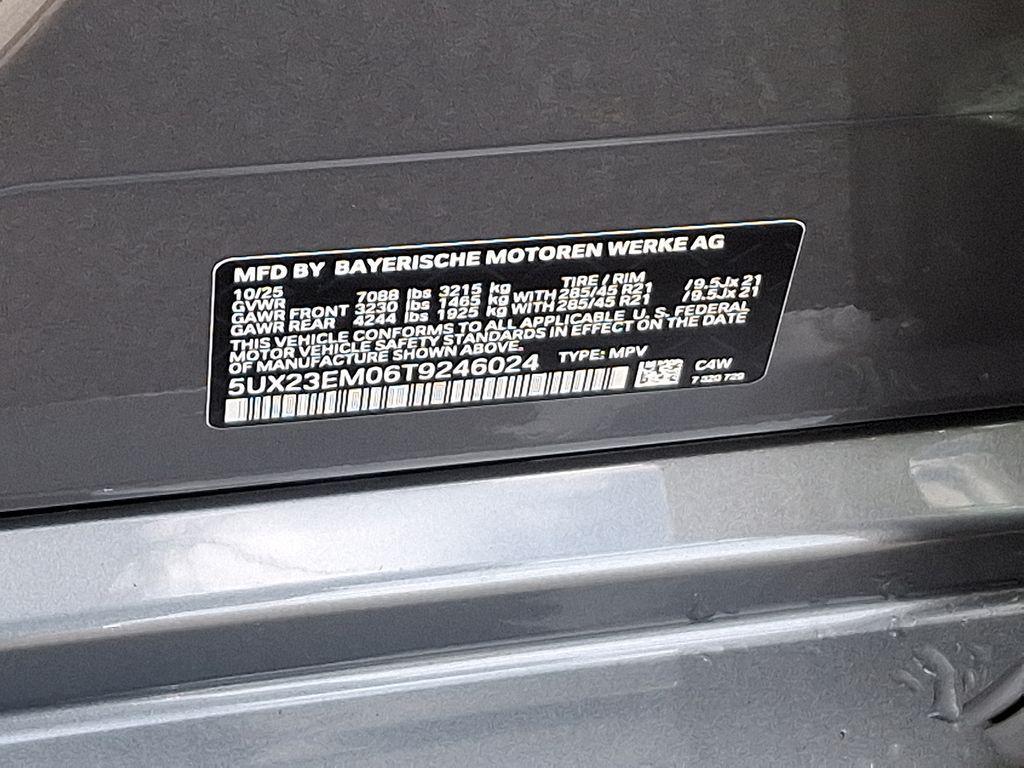 MFD BY BAYERISCHE MOTOREN WERKE AG
10/25 TIRE / RIM
GVWR 7088 lbs 3215 kg
GAWR FRONT 3230 lbs 1465 kg WITH 285/45 R21 / 9.5Jx 21
GAWR REAR 4244 lbs 1925 kg WITH 285/45 R21 / 9.5Jx 21
THIS VEHICLE CONFORMS TO ALL APPLICABLE U. S. FEDERAL
MOTOR VEHICLE SAFETY STANDARDS IN EFFECT ON THE DATE
OF MANUFACTURE SHOWN ABOVE.
5UX23EM06T9246024 TYPE: MPV
C4W